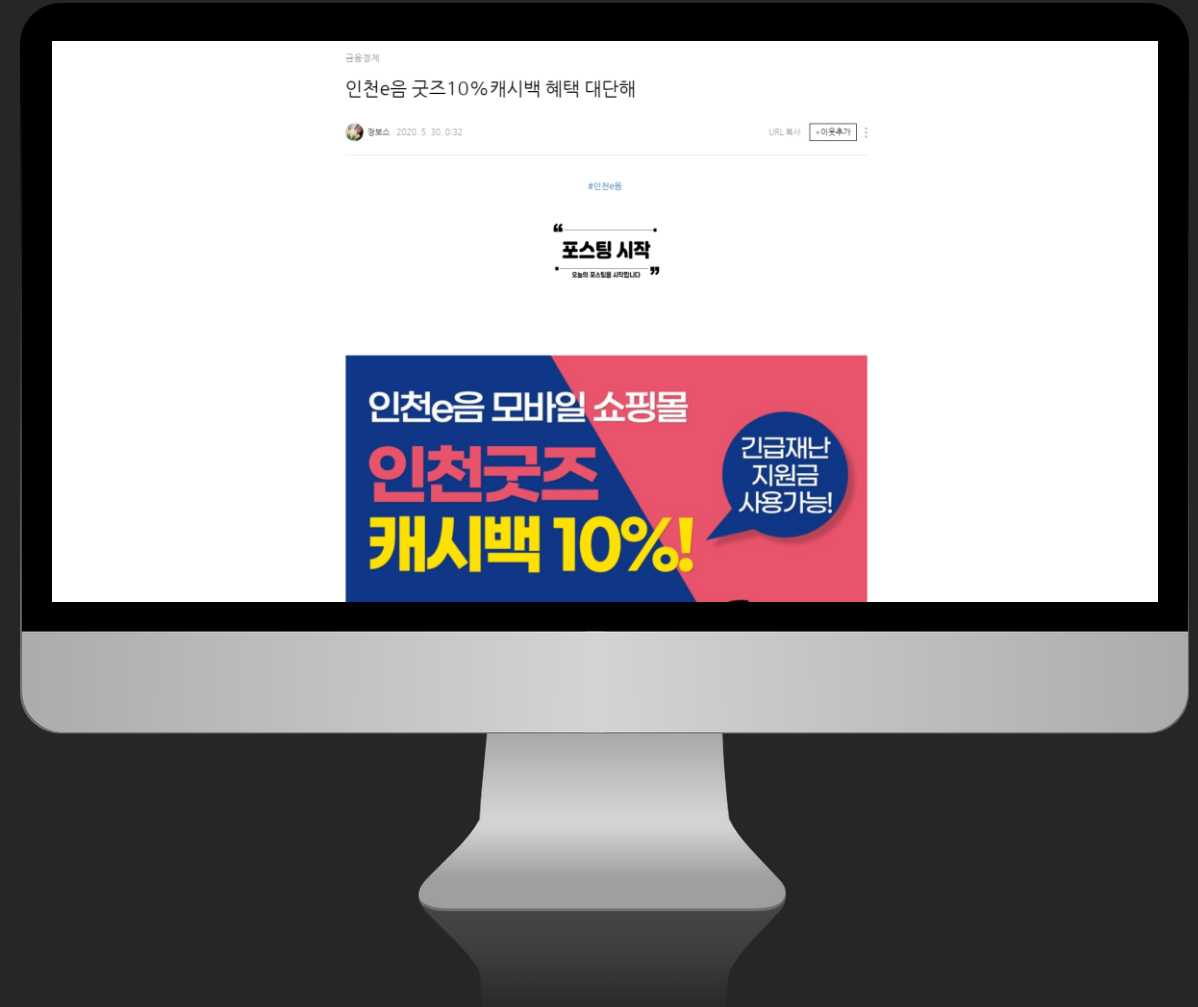 금융경제
인천e음 굿즈10%캐시백 혜택 대단해
장보스 2020. 5. 30. 0:32
URL 복사 +이웃추가
#인천e음
포스팅 시작
오늘의 포스팅을 시작합니다
인천e음 모바일 쇼핑몰
인천굿즈
캐시백 10%!
긴급재난
지원금
사용가능!